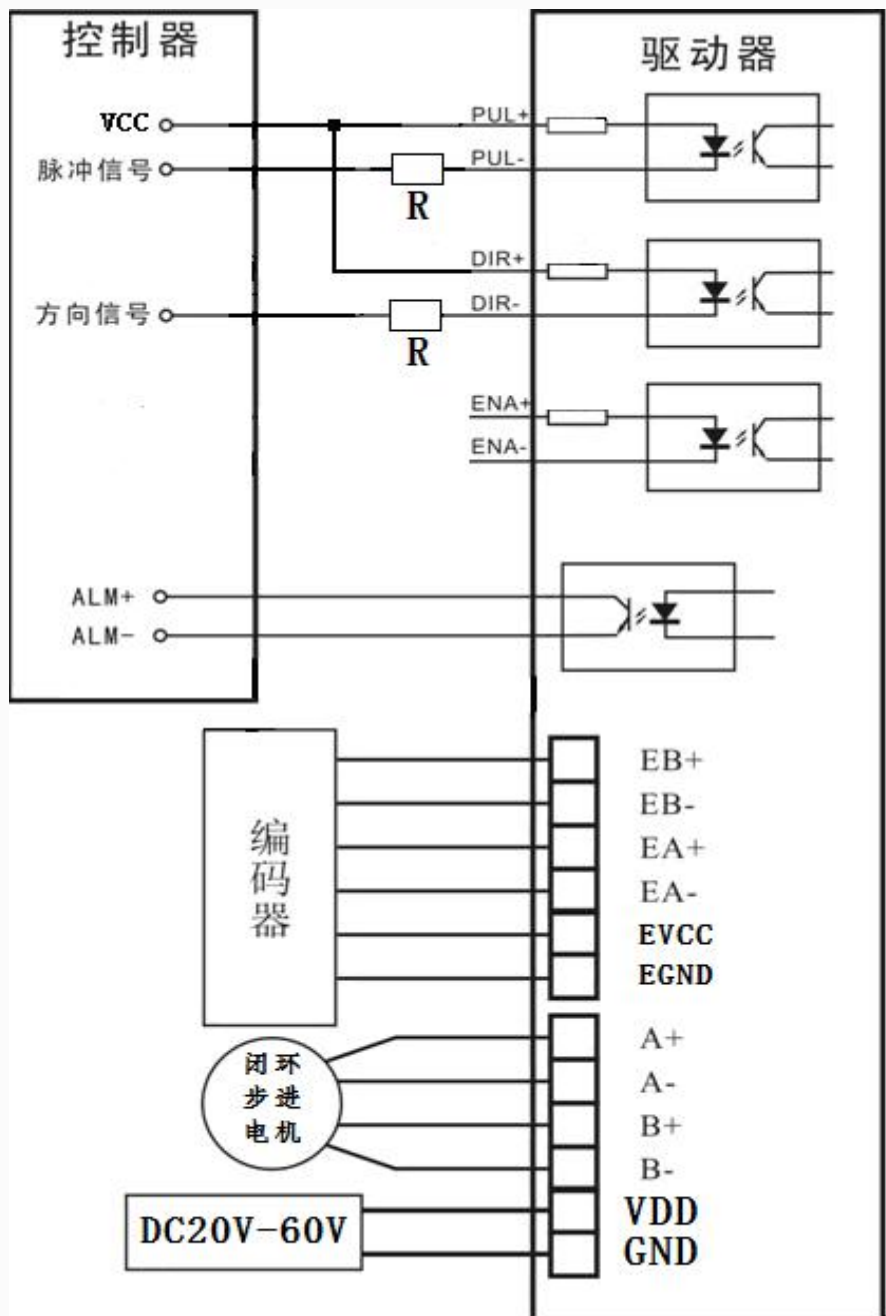 控制器
驱动器
VCC
PUL+
脉冲信号
PUL-
R
DIR+
方向信号
DIR-
R
ENA+
ENA-
ALM+
ALM-
编码器
EB+
EB-
EA+
EA-
EVCC
EGND
闭环
步进
电机
A+
A-
B+
B-
DC20V-60V
VDD
GND